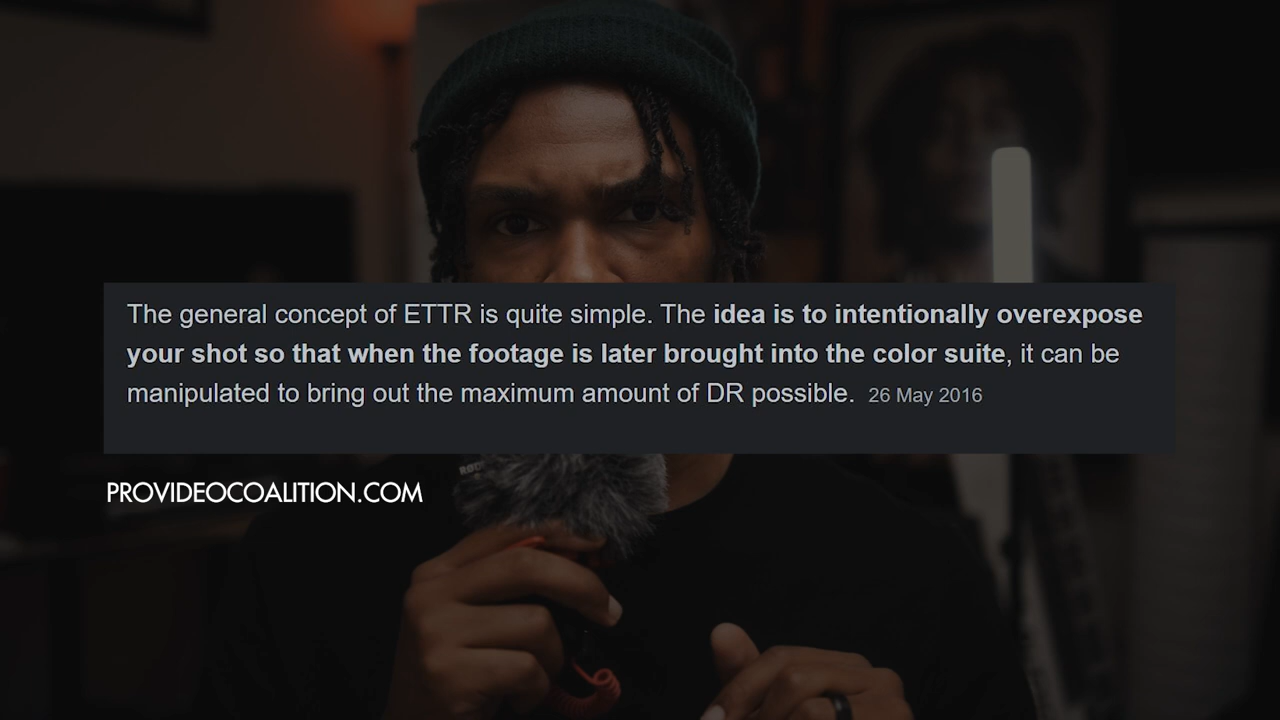 The general concept of ETTR is quite simple. The idea is to intentionally overexpose
your shot so that when the footage is later brought into the color suite, it can be
manipulated to bring out the maximum amount of DR possible. 26 May 2016
PROVIDEOCOALITION.COM